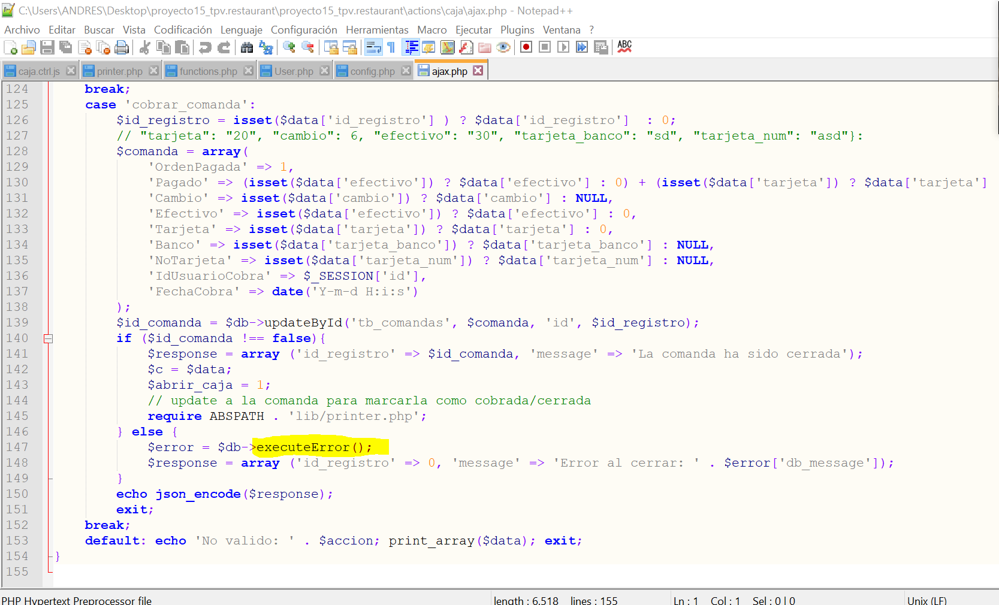 C:\Users\ANDRES\Desktop\proyecto15_tpv.restaurant\proyecto15_tpv.restaurant\actions\caja\ajax.php - Notepad++
Archivo Editar Buscar Vista Codificación Lenguaje Configuración Herramientas Macro Ejecutar Plugins Ventana ?
ABC
caja.ctrl.js printer.php functions.php User.php config.php ajax.php
124 break;
125 case 'cobrar_comanda':
126 $id_registro = isset($data['id_registro'] ) ? $data['id_registro']  : 0;
127 // "tarjeta": "20", "cambio": 6, "efectivo": "30", "tarjeta_banco": "sd", "tarjeta_num": "asd"}:
128 $comanda = array(
129 'OrdenPagada' => 1,
130 'Pagado' => (isset($data['efectivo']) ? $data['efectivo'] : 0) + (isset($data['tarjeta']) ? $data['tarjeta']
131 'Cambio' => isset($data['cambio']) ? $data['cambio'] : NULL,
132 'Efectivo' => isset($data['efectivo']) ? $data['efectivo'] : 0,
133 'Tarjeta' => isset($data['tarjeta']) ? $data['tarjeta'] : 0,
134 'Banco' => isset($data['tarjeta_banco']) ? $data['tarjeta_banco'] : NULL,
135 'NoTarjeta' => isset($data['tarjeta_num']) ? $data['tarjeta_num'] : NULL,
136 'IdUsuarioCobra' => $_SESSION['id'],
137 'FechaCobra' => date('Y-m-d H:i:s')
138 );
139 $id_comanda = $db->updateById('tb_comandas', $comanda, 'id', $id_registro);
140 if ($id_comanda !== false){
141 $response = array ('id_registro' => $id_comanda, 'message' => 'La comanda ha sido cerrada');
142 $c = $data;
143 $abrir_caja = 1;
144 // update a la comanda para marcarla como cobrada/cerrada
145 require ABSPATH . 'lib/printer.php';
146 } else {
147 $error = $db->executeError();
148 $response = array ('id_registro' => 0, 'message' => 'Error al cerrar: ' . $error['db_message']);
149 }
150 echo json_encode($response);
151 exit;
152 break;
153 default: echo 'No valido: ' . $accion; print_array($data); exit;
154 }
155
PHP Hypertext Preprocessor file length : 6.518 lines : 155 Ln : 1 Col : 1 Sel : 0 | 0 Unix (LF)